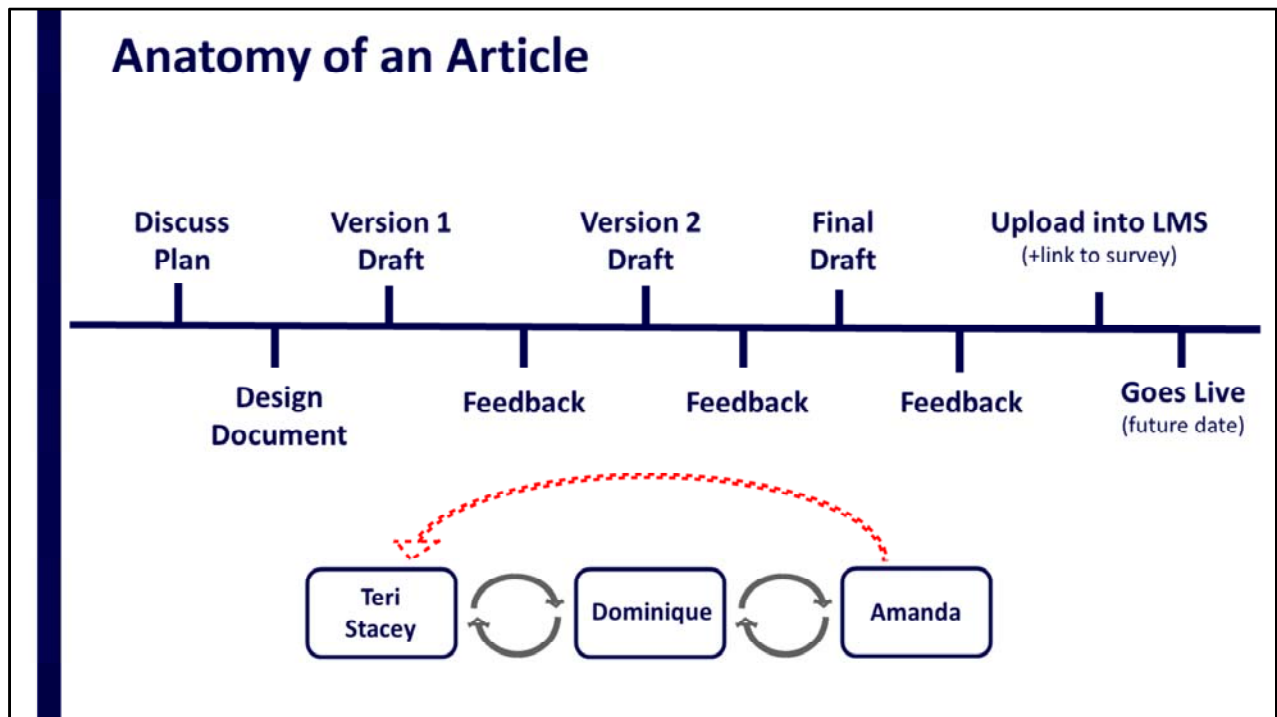 Anatomy of an Article
Discuss
Plan
Version 1
Draft
Version 2
Draft
Final
Draft
Upload into LMS
(+link to survey)
Design
Document
Feedback
Feedback
Feedback
Goes Live
(future date)
Teri
Stacey
Dominique
Amanda